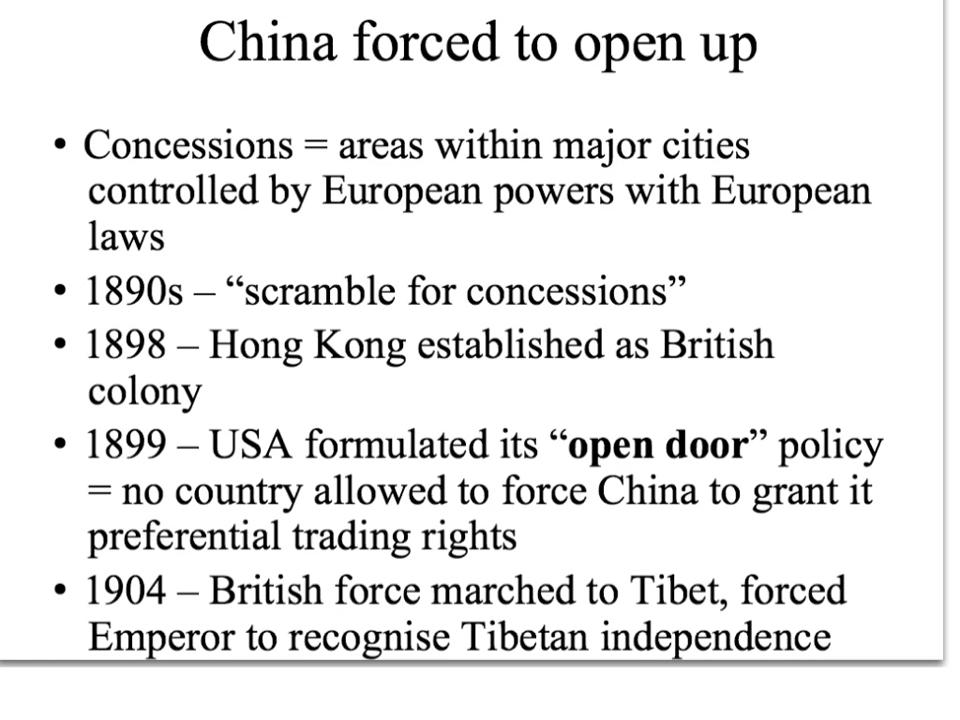 China forced to open up
• Concessions = areas within major cities
controlled by European powers with European
laws
• 1890s – “scramble for concessions”
• 1898 – Hong Kong established as British
colony
• 1899 – USA formulated its “open door” policy
= no country allowed to force China to grant it
preferential trading rights
• 1904 – British force marched to Tibet, forced
Emperor to recognise Tibetan independence